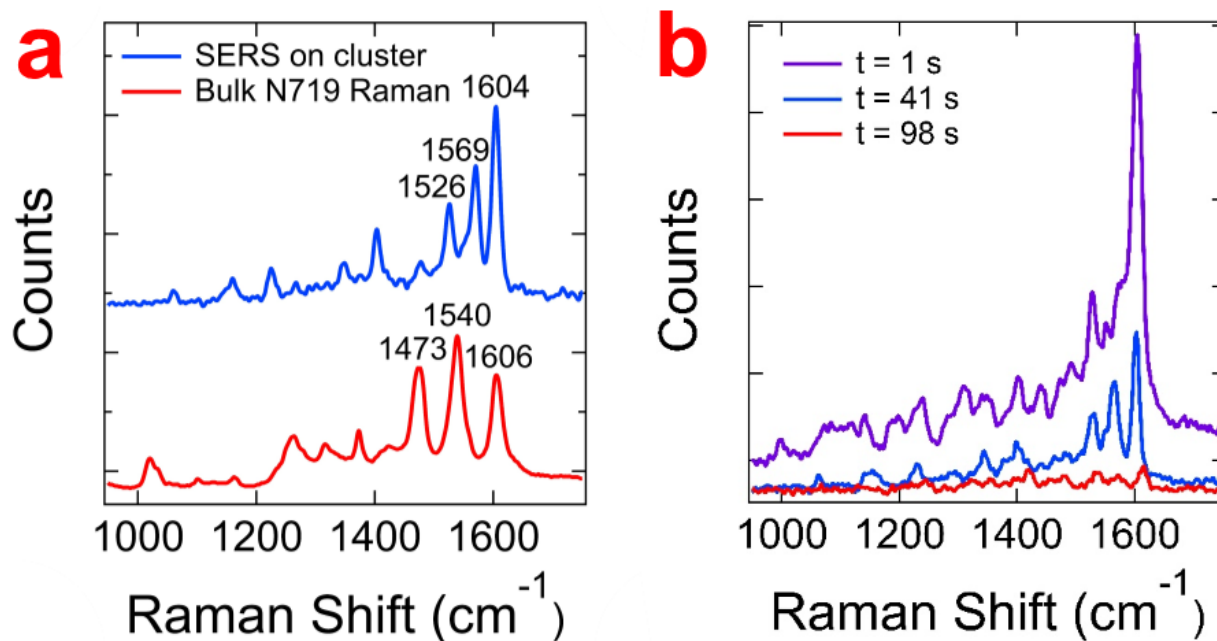 a
SERS on cluster
Bulk N719 Raman
1604
1569
1526
1540
1473
1606
Counts
1000 1200 1400 1600
Raman Shift (cm⁻¹)
b
t = 1 s
t = 41 s
t = 98 s
Counts
1000 1200 1400 1600
Raman Shift (cm⁻¹)